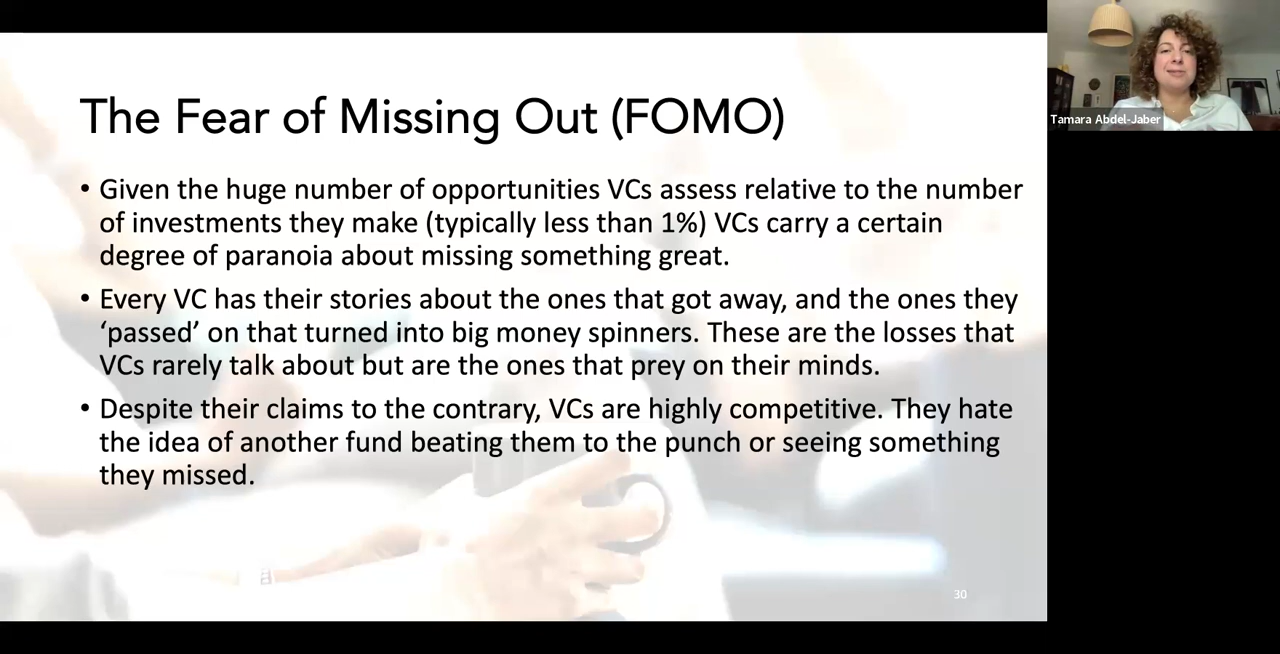 The Fear of Missing Out (FOMO)
• Given the huge number of opportunities VCs assess relative to the number
of investments they make (typically less than 1%) VCs carry a certain
degree of paranoia about missing something great.
• Every VC has their stories about the ones that got away, and the ones they
‘passed’ on that turned into big money spinners. These are the losses that
VCs rarely talk about but are the ones that prey on their minds.
• Despite their claims to the contrary, VCs are highly competitive. They hate
the idea of another fund beating them to the punch or seeing something
they missed.
30
Tamara Abdel-Jaber